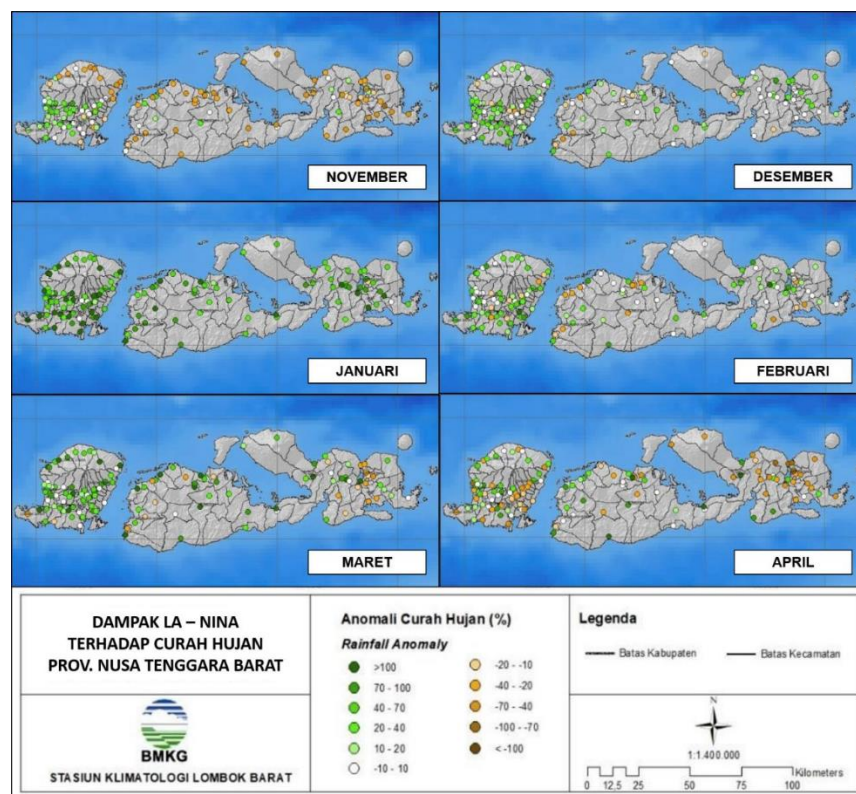 NOVEMBER
DESEMBER
JANUARI
FEBRUARI
MARET
APRIL
DAMPAK LA – NINA
TERHADAP CURAH HUJAN
PROV. NUSA TENGGARA BARAT
BMKG
STASIUN KLIMATOLOGI LOMBOK BARAT
Anomali Curah Hujan (%)
Rainfall Anomaly
>100
70 - 100
40 - 70
20 - 40
10 - 20
-10 - 10
-20 - -10
-40 - -20
-70 - -40
-100 - -70
< -100
Legenda
Batas Kabupaten
Batas Kecamatan
N
1:1.400.000
Kilometers
0 12,5 25 50 75 100